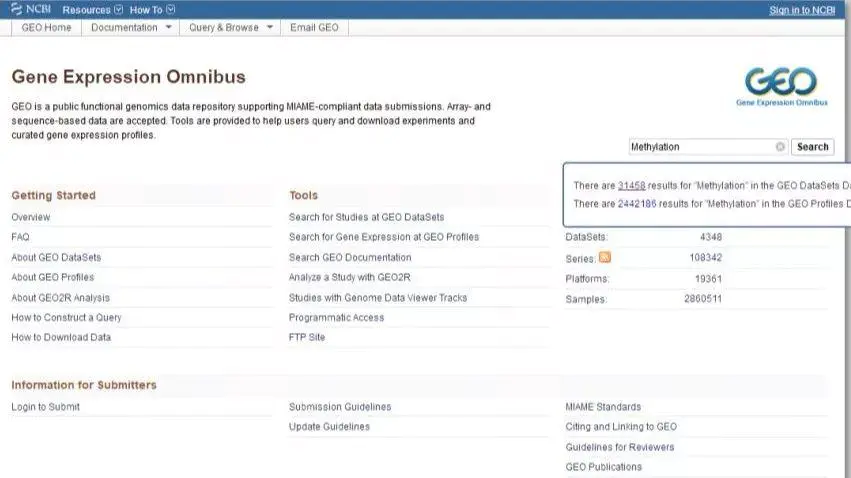 NCBI Resources How To Sign in to NCBI
GEO Home Documentation Query & Browse Email GEO
Gene Expression Omnibus
GEO is a public functional genomics data repository supporting MIAME-compliant data submissions. Array- and
sequence-based data are accepted. Tools are provided to help users query and download experiments and
curated gene expression profiles.
GEO
Gene Expression Omnibus
Methylation Search
There are 31458 results for "Methylation" in the GEO DataSets
There are 2442186 results for "Methylation" in the GEO Profiles
Getting Started
Overview
FAQ
About GEO DataSets
About GEO Profiles
About GEO2R Analysis
How to Construct a Query
How to Download Data
Tools
Search for Studies at GEO DataSets
Search for Gene Expression at GEO Profiles
Search GEO Documentation
Analyze a Study with GEO2R
Studies with Genome Data Viewer Tracks
Programmatic Access
FTP Site
DataSets: 4348
Series: 108342
Platforms: 19361
Samples: 2860511
Information for Submitters
Login to Submit
Submission Guidelines
Update Guidelines
MIAME Standards
Citing and Linking to GEO
Guidelines for Reviewers
GEO Publications